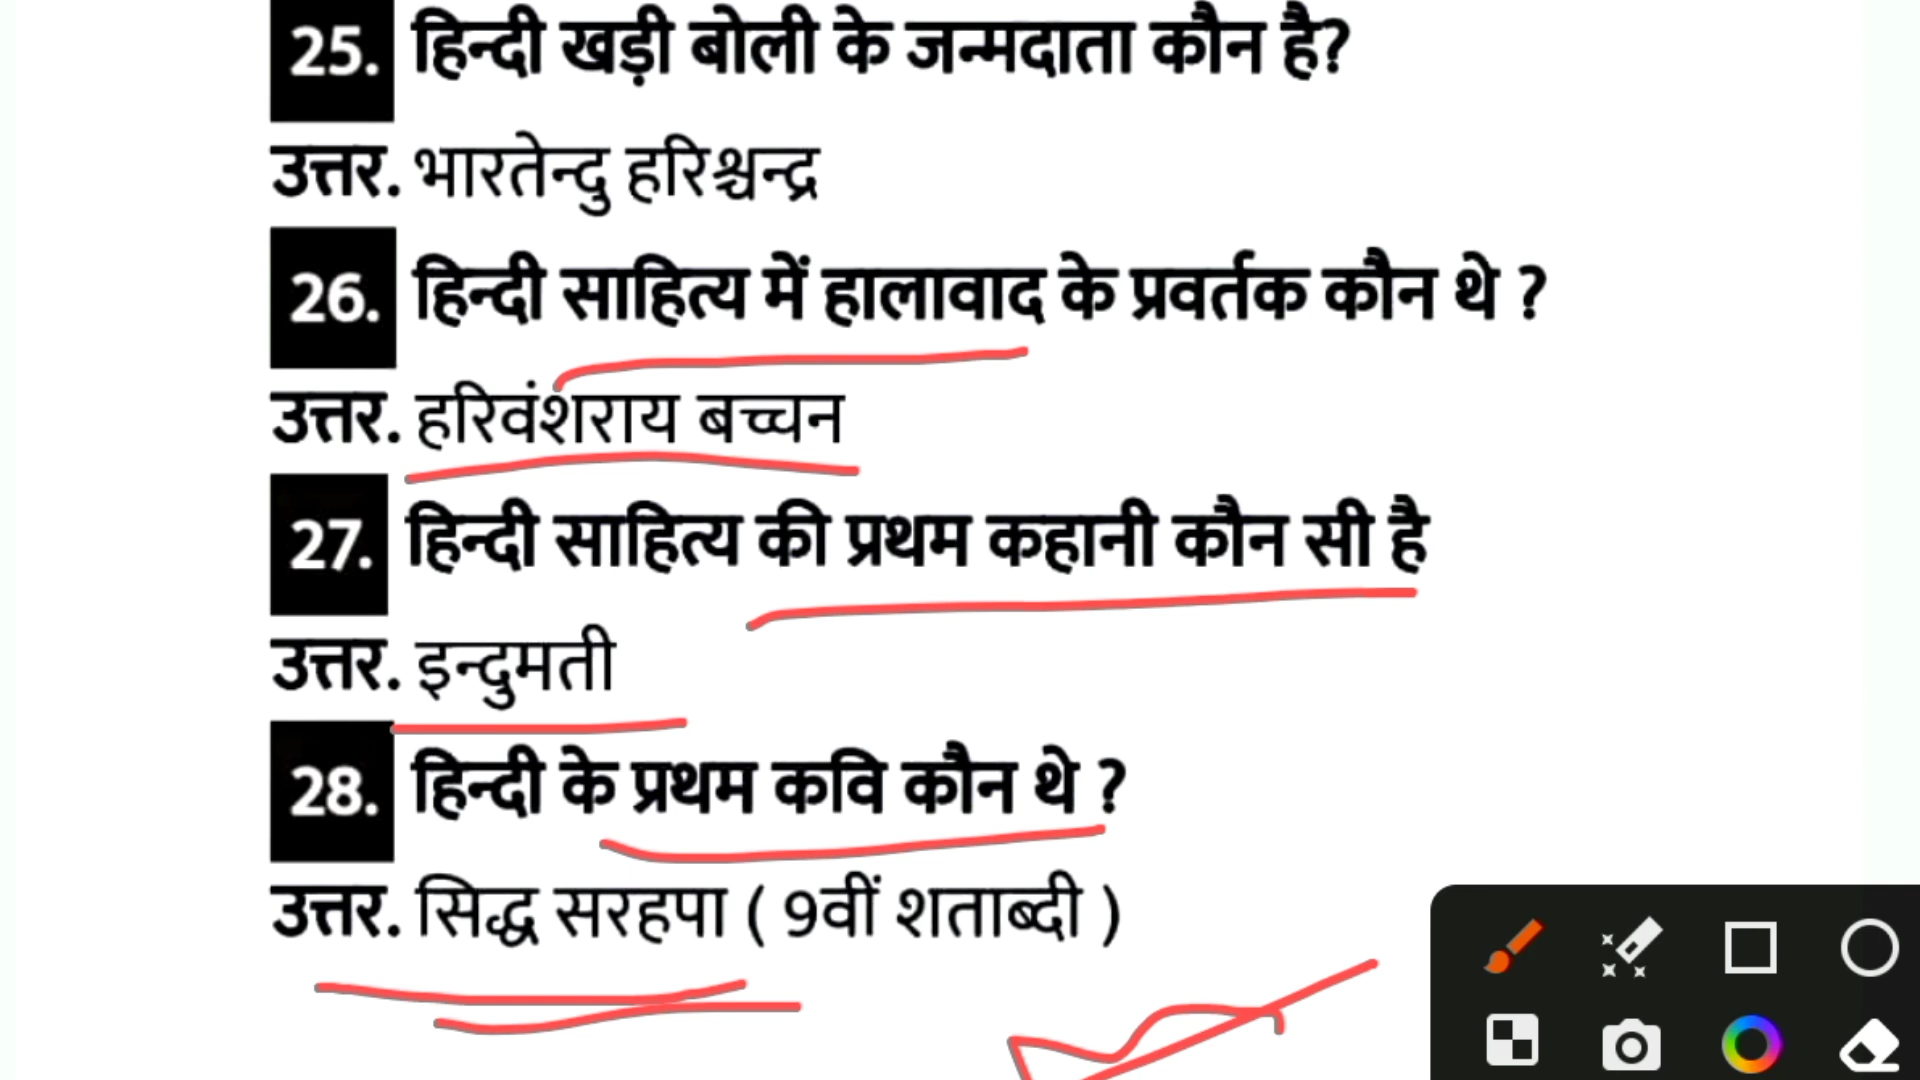 25. हिन्दी खड़ी बोली के जन्मदाता कौन है?
उत्तर. भारतेन्दु हरिश्चन्द्र
26. हिन्दी साहित्य में हालावाद के प्रवर्तक कौन थे ?
उत्तर. हरिवंशराय बच्चन
27. हिन्दी साहित्य की प्रथम कहानी कौन सी है
उत्तर. इन्दुमती
28. हिन्दी के प्रथम कवि कौन थे ?
उत्तर. सिद्ध सरहपा ( 9वीं शताब्दी )